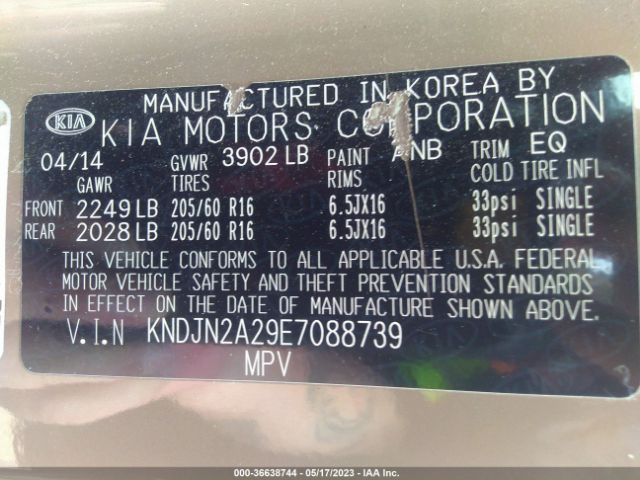 MANUFACTURED IN KOREA BY
KIA KIA MOTORS CORPORATION
04/14 GVWR 3902 LB PAINT ANB TRIM EQ
GAWR TIRES RIMS COLD TIRE INFL
FRONT 2249 LB 205/60 R16 6.5JX16 33psi SINGLE
REAR 2028 LB 205/60 R16 6.5JX16 33psi SINGLE
THIS VEHICLE CONFORMS TO ALL APPLICABLE U.S.A. FEDERAL
MOTOR VEHICLE SAFETY AND THEFT PREVENTION STANDARDS
IN EFFECT ON THE DATE OF MANUFACTURE SHOWN ABOVE.
V.I.N KNDJN2A29E7088739
MPV
000-36638744 - 05/17/2023 - IAA Inc.